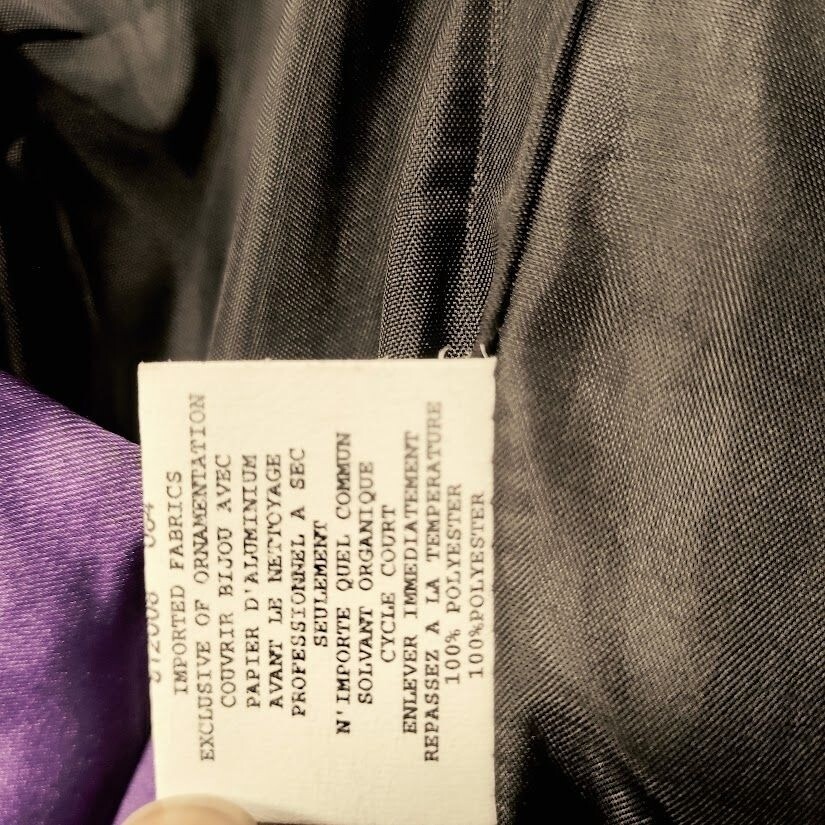 IMPORTED FABRICS
EXCLUSIVE OF ORNAMENTATION
COUVRIR BIJOU AVEC
PAPIER D'ALUMINIUM
AVANT LE NETTOYAGE
PROFESSIONNEL A SEC
SEULEMENT
N'IMPORTE QUEL COMMUN
SOLVANT ORGANIQUE
CYCLE COURT
ENLEVER IMMEDIATEMENT
REPASSEZ A LA TEMPERATURE
100% POLYESTER
100%POLYESTER